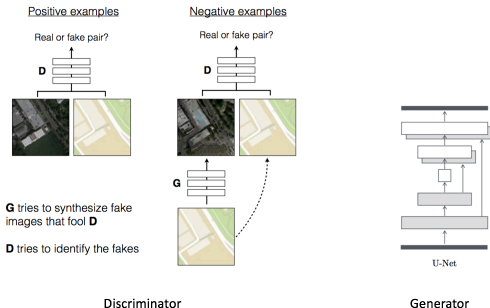 Positive examples
Negative examples
Real or fake pair?
Real or fake pair?
D
D
G
G tries to synthesize fake
images that fool D
D tries to identify the fakes
U-Net
Discriminator
Generator